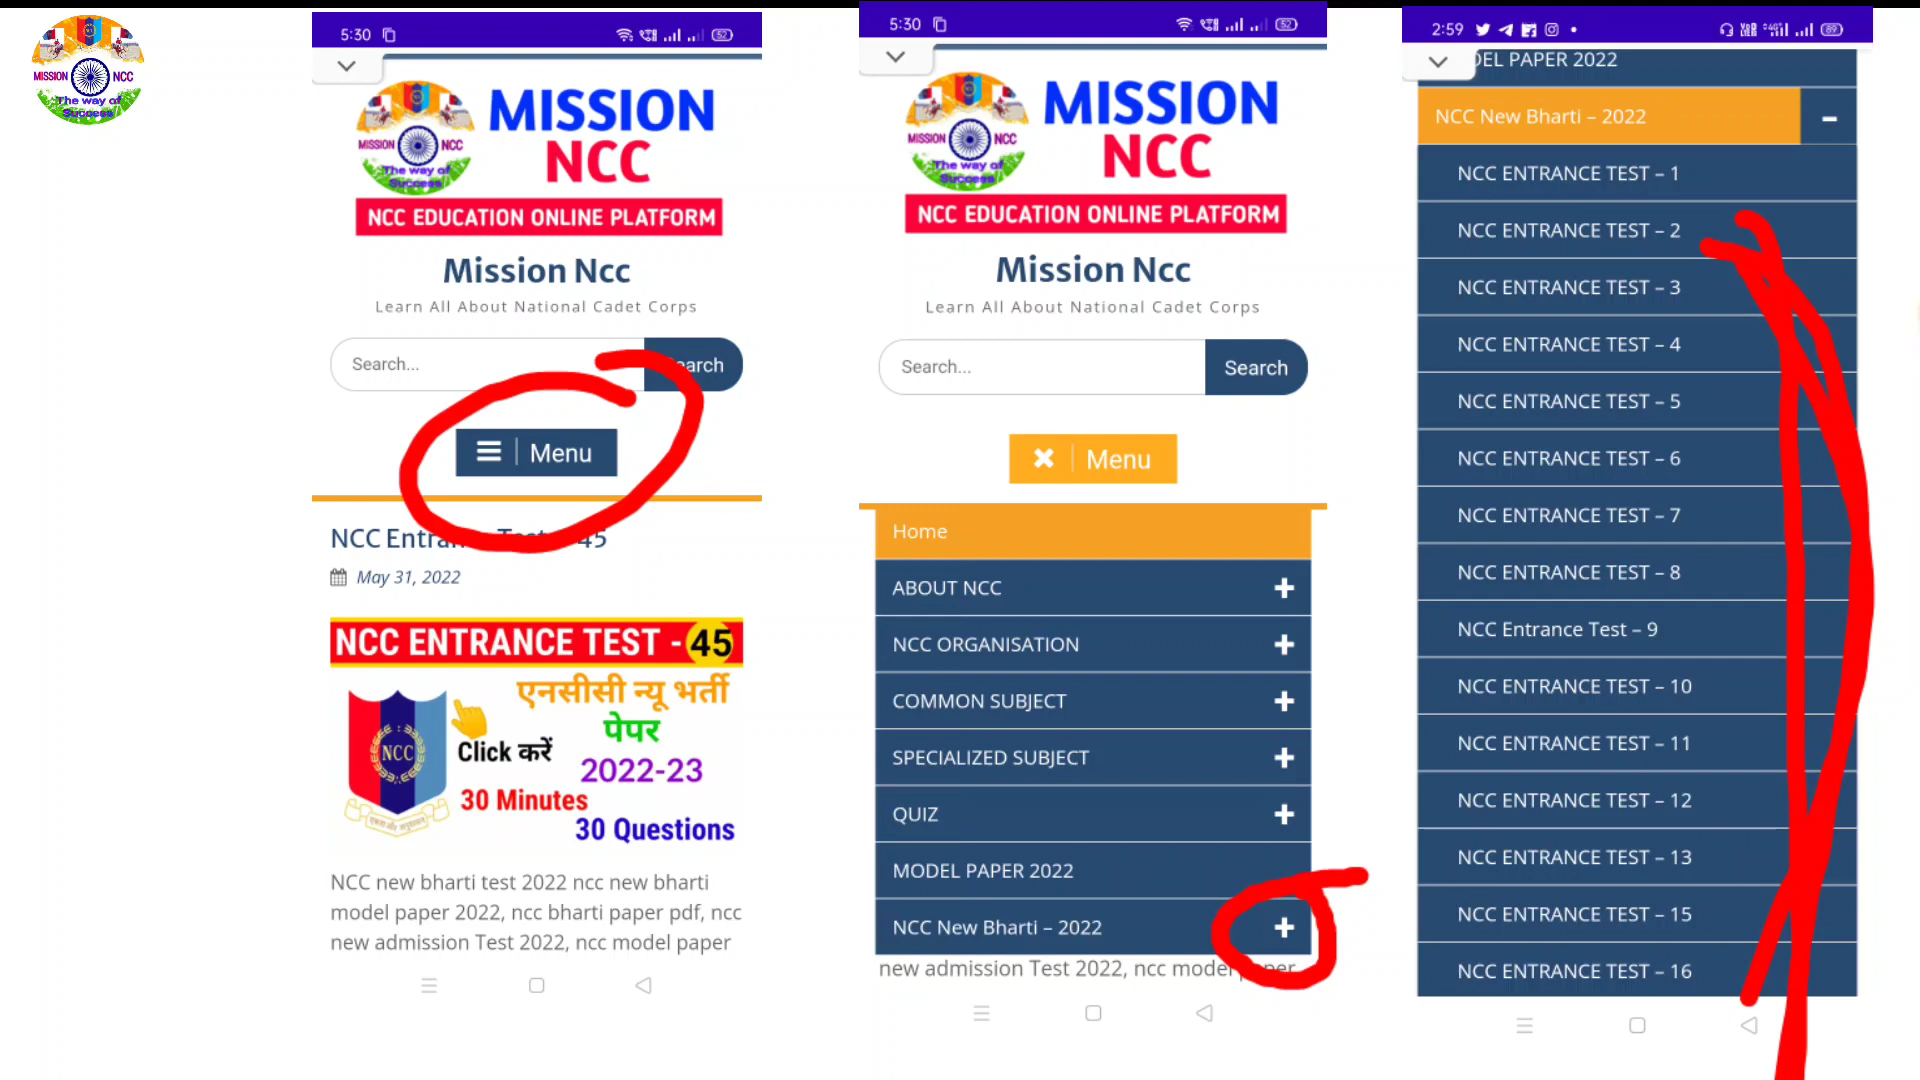 MISSION NCC
The way of
Success
5:30
52
MISSION NCC
The way of
Success
MISSION
NCC
NCC EDUCATION ONLINE PLATFORM
Mission Ncc
Learn All About National Cadet Corps
Search...
Menu
May 31, 2022
NCC ENTRANCE TEST - 45
एनसीसी न्यू भर्ती
पेपर
Click करें
NCC
2022-23
30 Minutes
30 Questions
NCC new bharti test 2022 ncc new bharti
model paper 2022, ncc bharti paper pdf, ncc
new admission Test 2022, ncc model paper
5:30
52
MISSION NCC
The way of
Success
MISSION
NCC
NCC EDUCATION ONLINE PLATFORM
Mission Ncc
Learn All About National Cadet Corps
Search...
Search
Menu
Home
ABOUT NCC
NCC ORGANISATION
COMMON SUBJECT
SPECIALIZED SUBJECT
QUIZ
MODEL PAPER 2022
NCC New Bharti – 2022
new admission Test 2022, ncc model
2:59
89
PAPER 2022
NCC New Bharti – 2022
NCC ENTRANCE TEST – 1
NCC ENTRANCE TEST – 2
NCC ENTRANCE TEST – 3
NCC ENTRANCE TEST – 4
NCC ENTRANCE TEST – 5
NCC ENTRANCE TEST – 6
NCC ENTRANCE TEST – 7
NCC ENTRANCE TEST – 8
NCC Entrance Test – 9
NCC ENTRANCE TEST – 10
NCC ENTRANCE TEST – 11
NCC ENTRANCE TEST – 12
NCC ENTRANCE TEST – 13
NCC ENTRANCE TEST – 15
NCC ENTRANCE TEST – 16